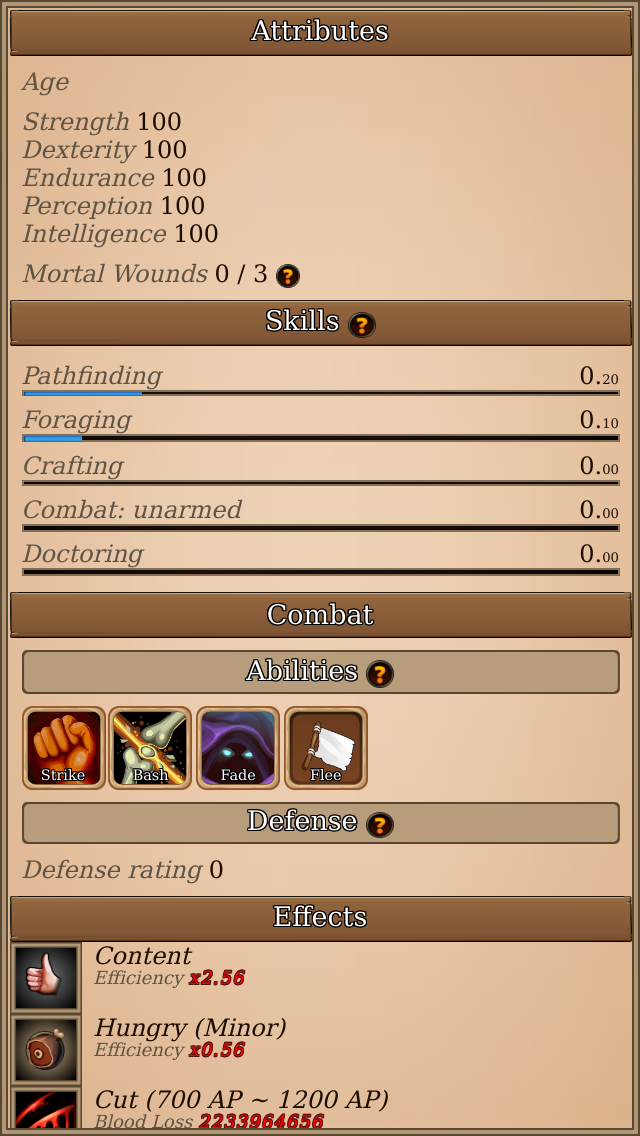 Attributes
Age
Strength 100
Dexterity 100
Endurance 100
Perception 100
Intelligence 100
Mortal Wounds 0 / 3 ?
Skills ?
Pathfinding 0.20
Foraging 0.10
Crafting 0.00
Combat: unarmed 0.00
Doctoring 0.00
Combat
Abilities ?
Strike Bash Fade Flee
Defense ?
Defense rating 0
Effects
Content
Efficiency x2.56
Hungry (Minor)
Efficiency x0.56
Cut (700 AP ~ 1200 AP)
Blood Loss 2233964656